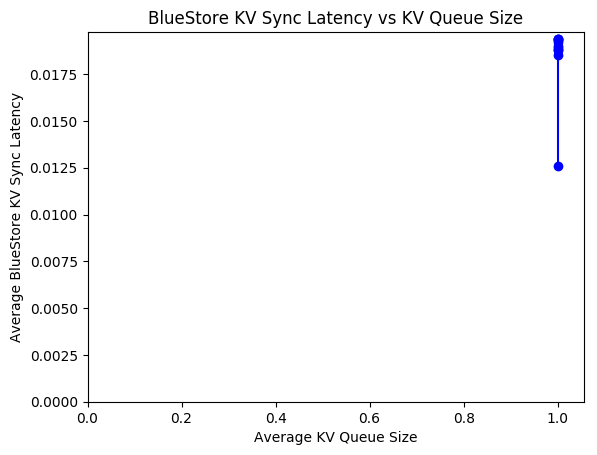 BlueStore KV Sync Latency vs KV Queue Size
Average BlueStore KV Sync Latency
0.0175
0.0150
0.0125
0.0100
0.0075
0.0050
0.0025
0.0000
0.0 0.2 0.4 0.6 0.8 1.0
Average KV Queue Size